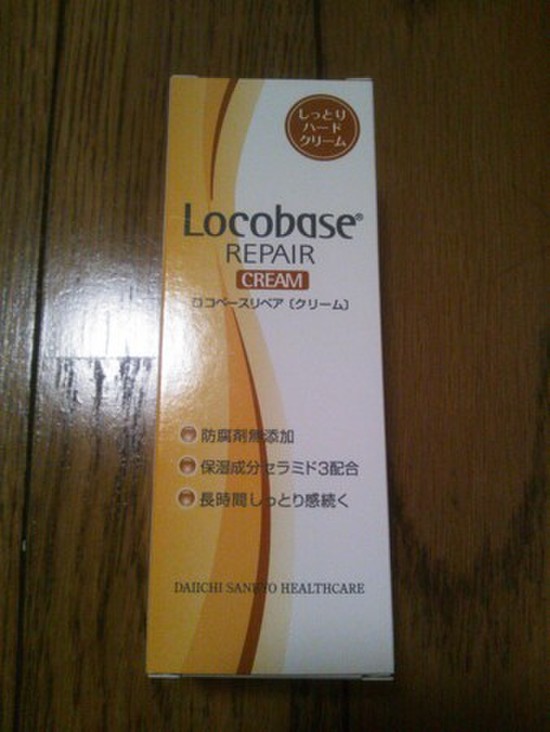 しっとり
ハード
クリーム
Locobase®
REPAIR
CREAM
ロコベースリペア〔クリーム〕
防腐剤無添加
保湿成分セラミド3配合
長時間しっとり感続く
DAIICHI SANKYO HEALTHCARE